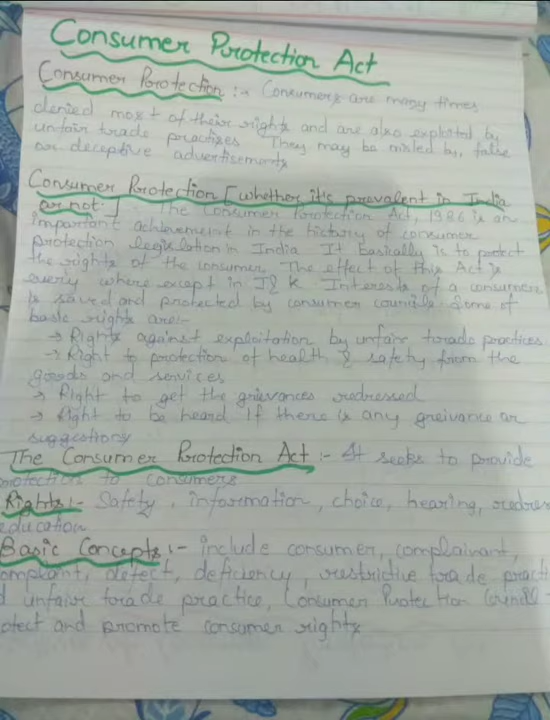 Consumer Protection Act
Consumer Protection :- Consumers are many times
denied most of their rights and are also exploited by
unfair trade practises They may be misled by, false
or deceptive advertisements
Consumer Protection [whether it's prevalent in India
or not:] The Consumer Protection Act, 1986 is an
important achievement in the history of consumer
protection legislation in India It basically is to protect
the rights of the consumer The effect of this Act is
every where except in J & K Interests of a consumer
is saved and protected by consumer councils Some of
basic rights are:-
→ Rights against exploitation by unfair trade practices
→ Right to protection of health & safety from the
goods and services
→ Right to get the grievances redressed
→ Right to be heard if there is any greivance or
suggestions
The Consumer Protection Act :- It seeks to provide
protection to consumers
Rights :- Safety, information, choice, hearing, redress
education
Basic Concepts :- include consumer, complainant,
complaint, defect, deficiency, restrictive trade practi
unfair trade practice, Consumer Protection Council-
otect and promote consumer rights